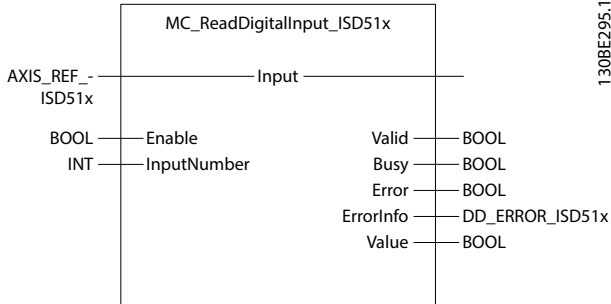 MC_ReadDigitalInput_ISD51x
AXIS_REF_-
ISD51x
Input
BOOL Enable Valid BOOL
INT InputNumber Busy BOOL
Error BOOL
ErrorInfo DD_ERROR_ISD51x
Value BOOL
130BE295.1